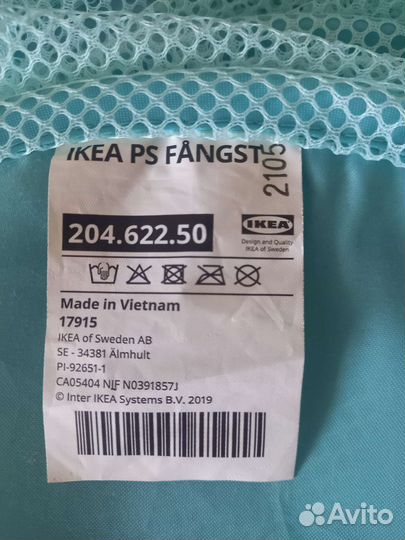 IKEA PS FÅNGST
2105
204.622.50
IKEA
Design and Quality
IKEA of Sweden
Made in Vietnam
17915
IKEA of Sweden AB
SE - 34381 Älmhult
PI-92651-1
CA05404 NIF N0391857J
© Inter IKEA Systems B.V. 2019
Avito